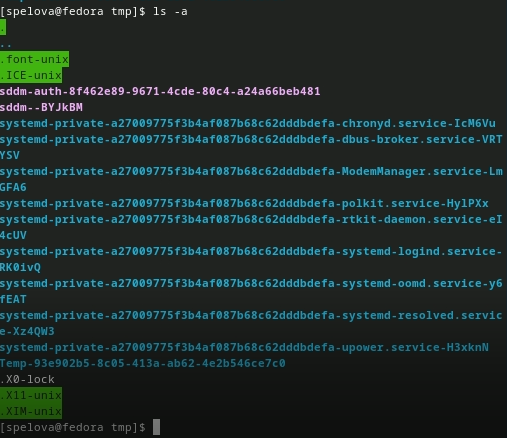 [spelova@fedora tmp]$ ls -a
.
..
.font-unix
.ICE-unix
sddm-auth-8f462e89-9671-4cde-80c4-a24a66beb481
sddm--BYJkBM
systemd-private-a27009775f3b4af087b68c62dddbdefa-chronyd.service-IcM6Vu
systemd-private-a27009775f3b4af087b68c62dddbdefa-dbus-broker.service-VRT
YSV
systemd-private-a27009775f3b4af087b68c62dddbdefa-ModemManager.service-Lm
GFA6
systemd-private-a27009775f3b4af087b68c62dddbdefa-polkit.service-HylPXx
systemd-private-a27009775f3b4af087b68c62dddbdefa-rtkit-daemon.service-eI
4cUV
systemd-private-a27009775f3b4af087b68c62dddbdefa-systemd-logind.service-
RK0ivQ
systemd-private-a27009775f3b4af087b68c62dddbdefa-systemd-oomd.service-y6
fEAT
systemd-private-a27009775f3b4af087b68c62dddbdefa-systemd-resolved.servic
e-Xz4QW3
systemd-private-a27009775f3b4af087b68c62dddbdefa-upower.service-H3xknN
Temp-93e902b5-8c05-413a-ab62-4e2b546ce7c0
.X0-lock
.X11-unix
.XIM-unix
[spelova@fedora tmp]$